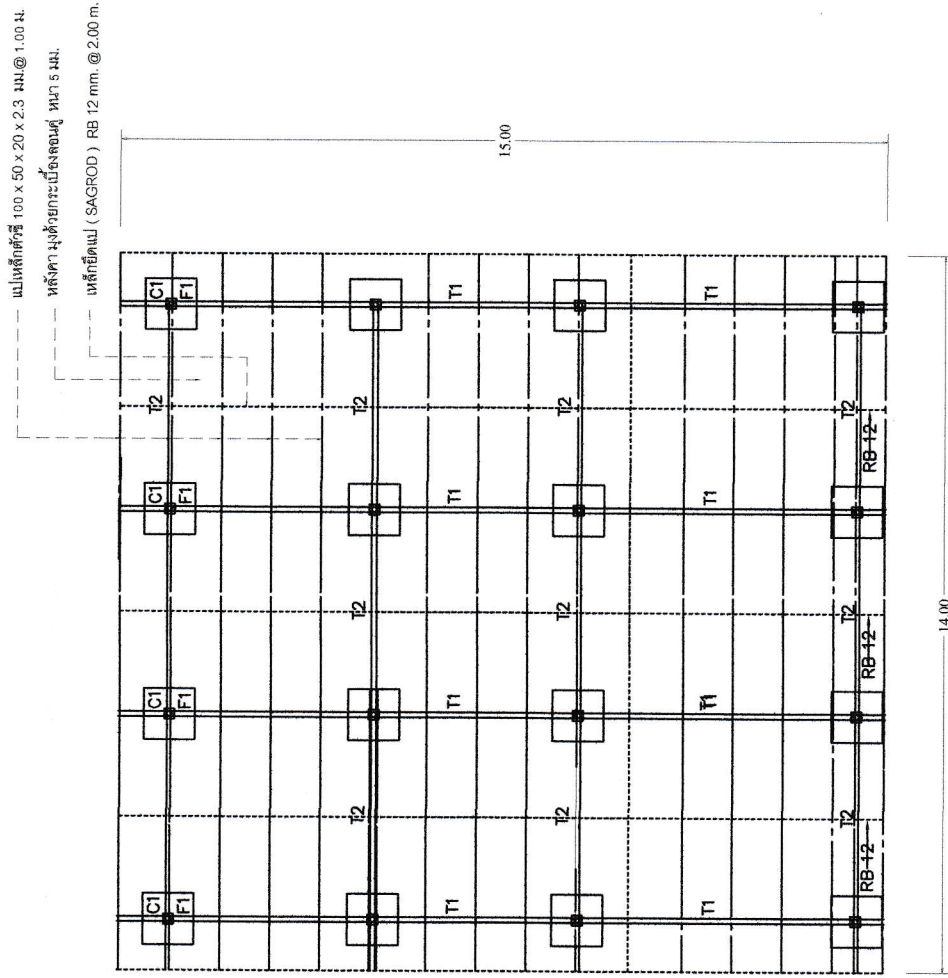 แปเหล็กตัวซี 100 x 50 x 20 x 2.3 มม.@ 1.00 ม.
หลังคา มุงด้วยกระเบื้องลอนคู่ หนา 5 มม.
เหล็กยึดแป ( SAGROD ) RB 12 mm. @ 2.00 m.
15.00
C1 C1 C1 C1
F1 F1 F1 F1
T2
T2 T2 T2
T1 T1 T1 T1
T2 T2 T2
T1 T1 T1 T1
T2 T2 T2
RB 12 RB 12 RB 12
14.00